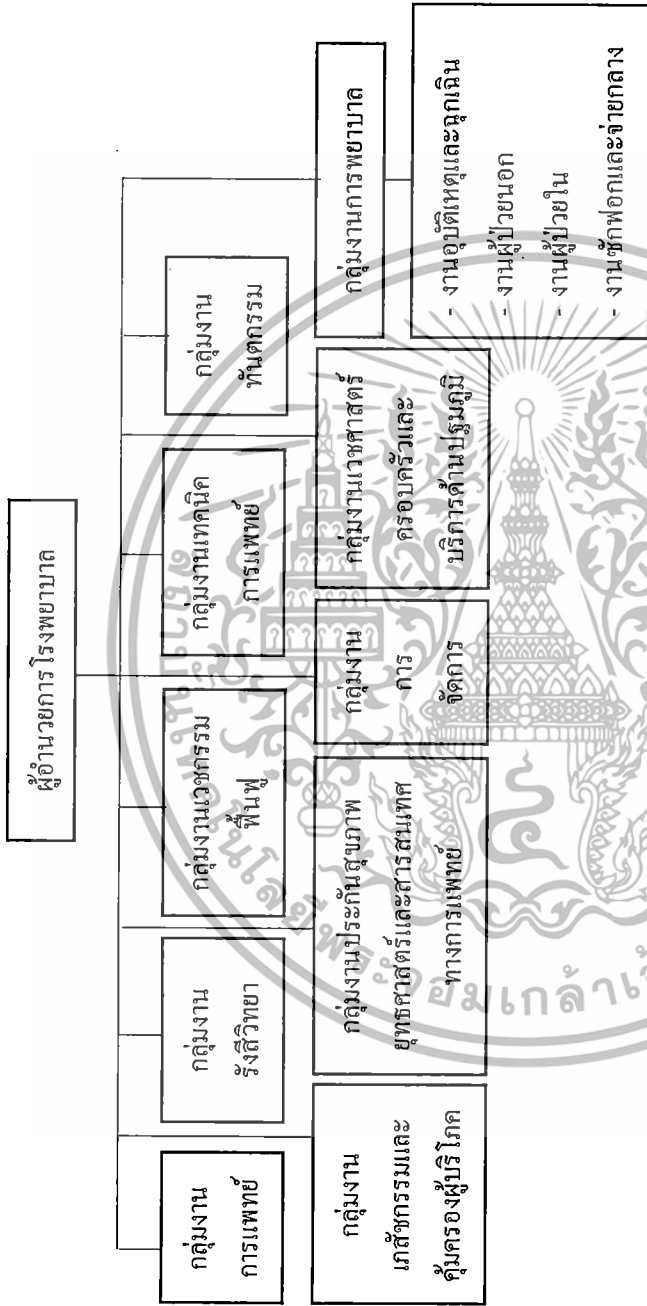 ผู้อำนวยการโรงพยาบาล
กลุ่มงาน
การแพทย์
กลุ่มงาน
รังสีวิทยา
กลุ่มงานเวชกรรม
ฟื้นฟู
กลุ่มงานเทคนิค
การแพทย์
กลุ่มงาน
ทันตกรรม
กลุ่มงาน
เภสัชกรรมและ
คุ้มครองผู้บริโภค
กลุ่มงานประกันสุขภาพ
ยุทธศาสตร์และสารสนเทศ
ทางการแพทย์
กลุ่มงาน
การ
จัดการ
กลุ่มงานเวชศาสตร์
ครอบครัวและ
บริการด้านปฐมภูมิ
กลุ่มงานการพยาบาล
- งานอุบัติเหตุและฉุกเฉิน
- งานผู้ป่วยนอก
- งานผู้ป่วยใน
- งานซักฟอกและจ่ายกลาง